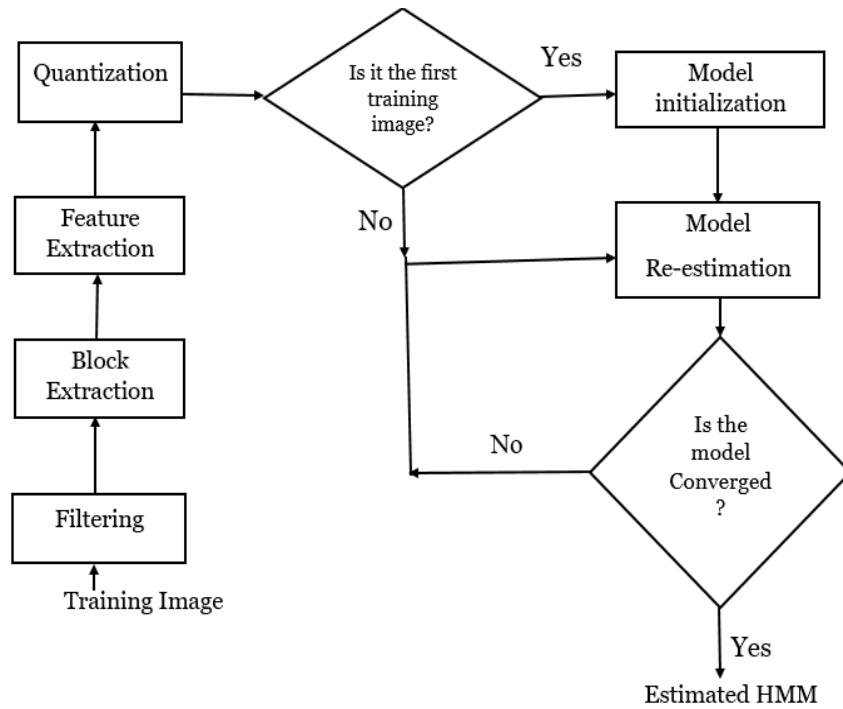 Quantization
Is it the first
training
image?
Yes
Model
initialization
Feature
Extraction
No
Model
Re-estimation
Block
Extraction
No
Is the
model
Converged
?
Filtering
Training Image
Yes
Estimated HMM